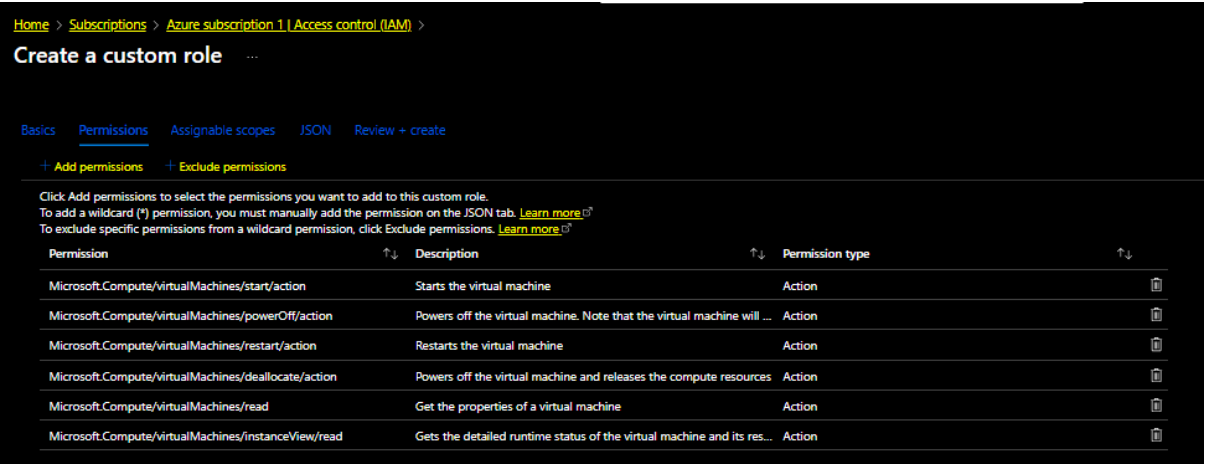 Home > Subscriptions > Azure subscription 1 | Access control (IAM) >
Create a custom role ...
Basics Permissions Assignable scopes JSON Review + create
+ Add permissions + Exclude permissions
Click Add permissions to select the permissions you want to add to this custom role.
To add a wildcard (*) permission, you must manually add the permission on the JSON tab. Learn more
To exclude specific permissions from a wildcard permission, click Exclude permissions. Learn more
Permission ↑↓ Description ↑↓ Permission type ↑↓
Microsoft.Compute/virtualMachines/start/action Starts the virtual machine Action
Microsoft.Compute/virtualMachines/powerOff/action Powers off the virtual machine. Note that the virtual machine will ... Action
Microsoft.Compute/virtualMachines/restart/action Restarts the virtual machine Action
Microsoft.Compute/virtualMachines/deallocate/action Powers off the virtual machine and releases the compute resources Action
Microsoft.Compute/virtualMachines/read Get the properties of a virtual machine Action
Microsoft.Compute/virtualMachines/instanceView/read Gets the detailed runtime status of the virtual machine and its res... Action